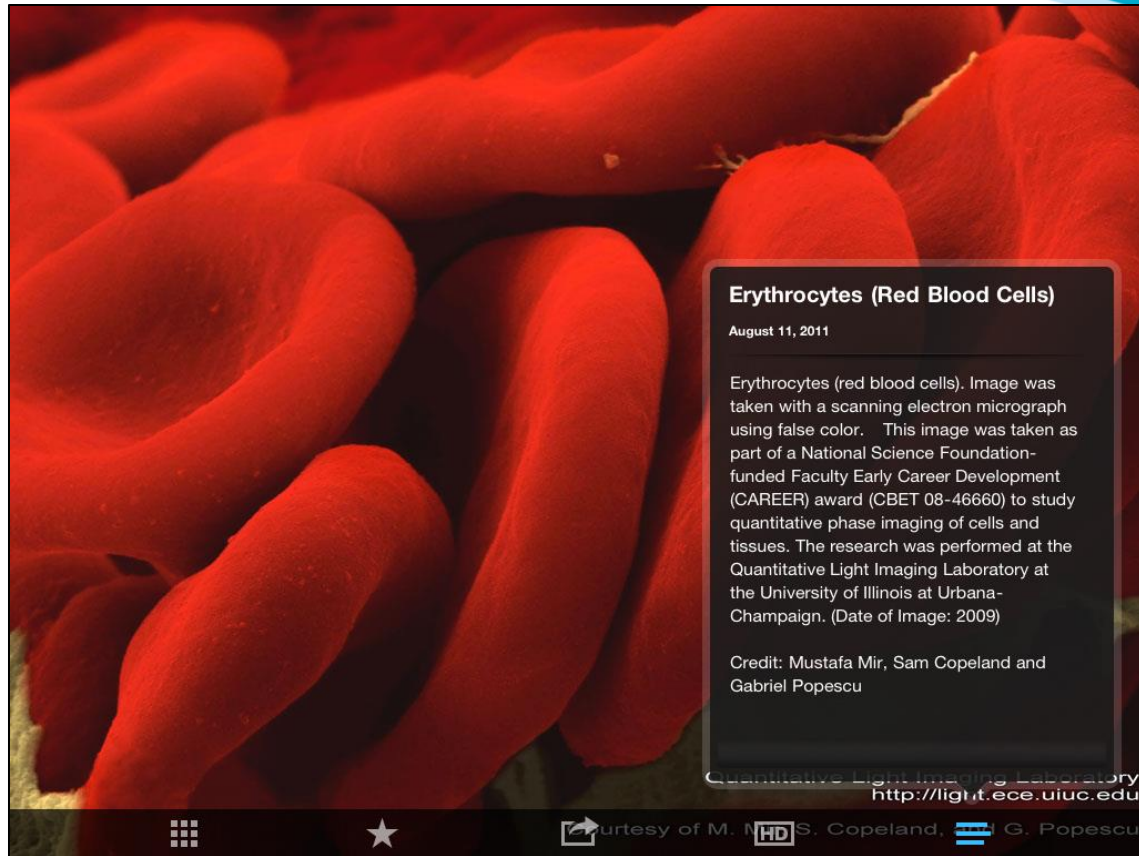 Erythrocytes (Red Blood Cells)
August 11, 2011
Erythrocytes (red blood cells). Image was
taken with a scanning electron micrograph
using false color. This image was taken as
part of a National Science Foundation-
funded Faculty Early Career Development
(CAREER) award (CBET 08-46660) to study
quantitative phase imaging of cells and
tissues. The research was performed at the
Quantitative Light Imaging Laboratory at
the University of Illinois at Urbana-
Champaign. (Date of Image: 2009)
Credit: Mustafa Mir, Sam Copeland and
Gabriel Popescu
Quantitative Light Imaging Laboratory
http://light.ece.uiuc.edu
of M. S. Copeland, and G. Popescu
HD